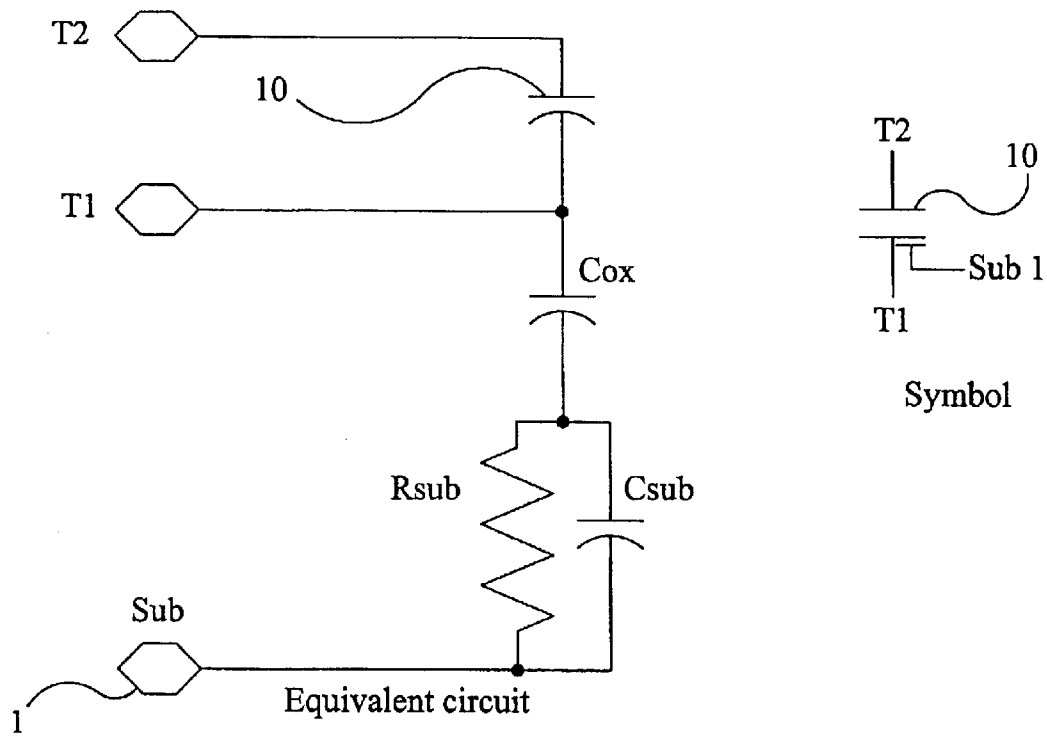 T2
10
T1
Cox
Rsub
Csub
Sub
1
Equivalent circuit
T2
10
Sub 1
T1
Symbol